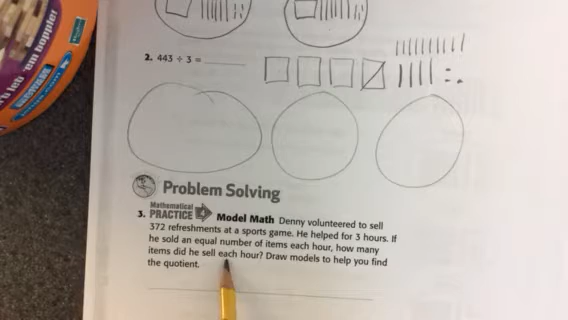 2. 443 ÷ 3 =
Problem Solving
Mathematical
3. PRACTICE 4 Model Math Denny volunteered to sell
372 refreshments at a sports game. He helped for 3 hours. If
he sold an equal number of items each hour, how many
items did he sell each hour? Draw models to help you find
the quotient.
'em topple!